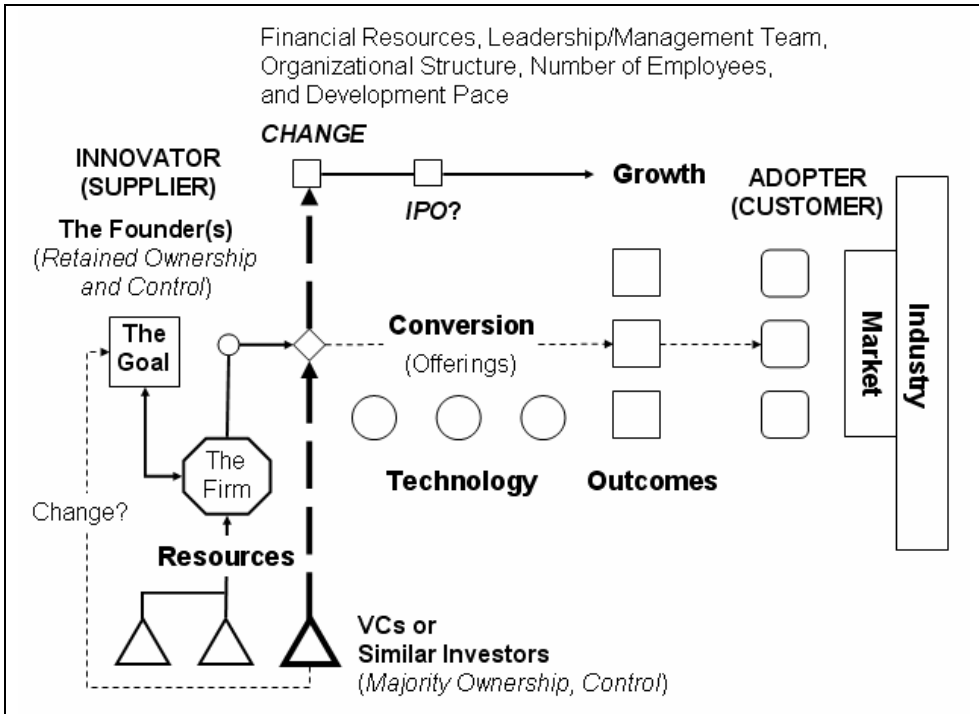 Financial Resources, Leadership/Management Team,
Organizational Structure, Number of Employees,
and Development Pace
CHANGE
INNOVATOR
(SUPPLIER)
Growth
ADOPTER
(CUSTOMER)
IPO?
The Founder(s)
(Retained Ownership
and Control)
The
Goal
Conversion
(Offerings)
Market
Industry
The
Firm
Technology
Outcomes
Change?
Resources
VCs or
Similar Investors
(Majority Ownership, Control)